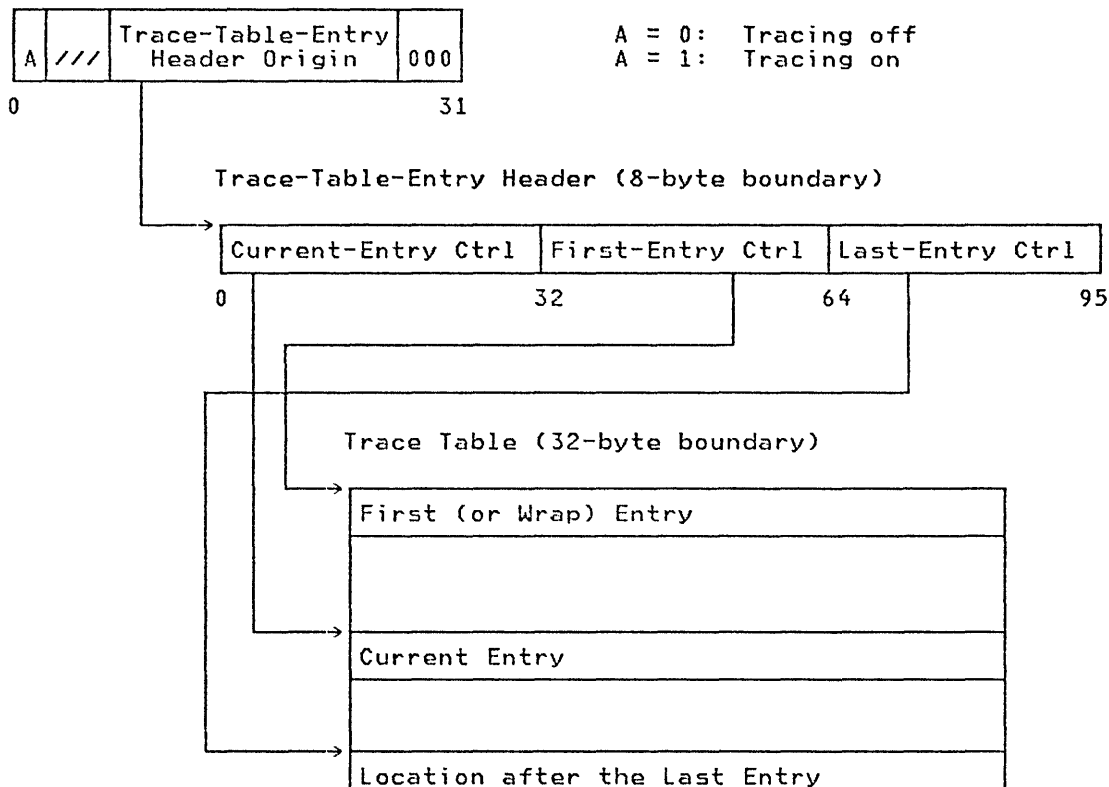 Trace-Table-Entry
A /// Header Origin 000
A = 0: Tracing off
A = 1: Tracing on
0 31
Trace-Table-Entry Header (8-byte boundary)
Current-Entry Ctrl First-Entry Ctrl Last-Entry Ctrl
0 32 64 95
Trace Table (32-byte boundary)
First (or Wrap) Entry
Current Entry
Location after the Last Entry